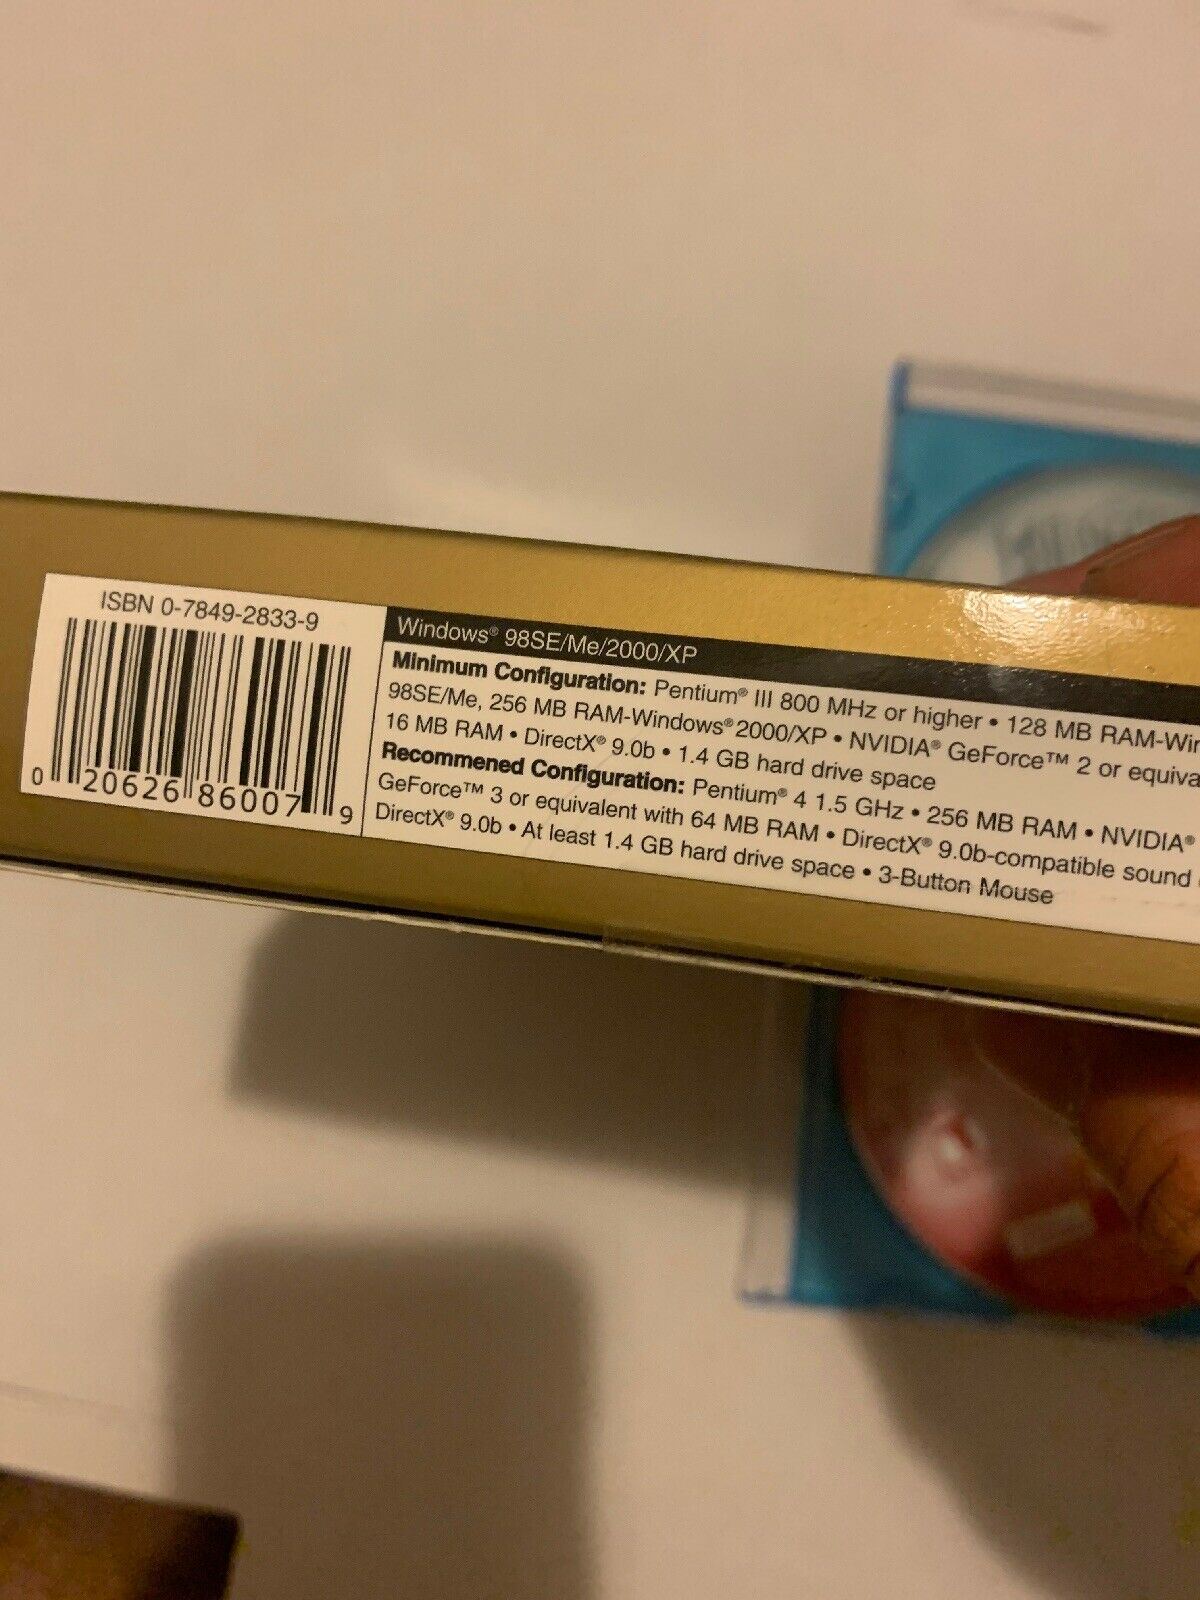 ISBN 0-7849-2833-9
0 20626 86007 9
Windows® 98SE/Me/2000/XP
Minimum Configuration: Pentium® III 800 MHz or higher • 128 MB RAM-Win
98SE/Me, 256 MB RAM-Windows® 2000/XP • NVIDIA® GeForce™ 2 or equiva
16 MB RAM • DirectX® 9.0b • 1.4 GB hard drive space
Recommened Configuration: Pentium® 4 1.5 GHz • 256 MB RAM • NVIDIA®
GeForce™ 3 or equivalent with 64 MB RAM • DirectX® 9.0b-compatible sound
DirectX® 9.0b • At least 1.4 GB hard drive space • 3-Button Mouse